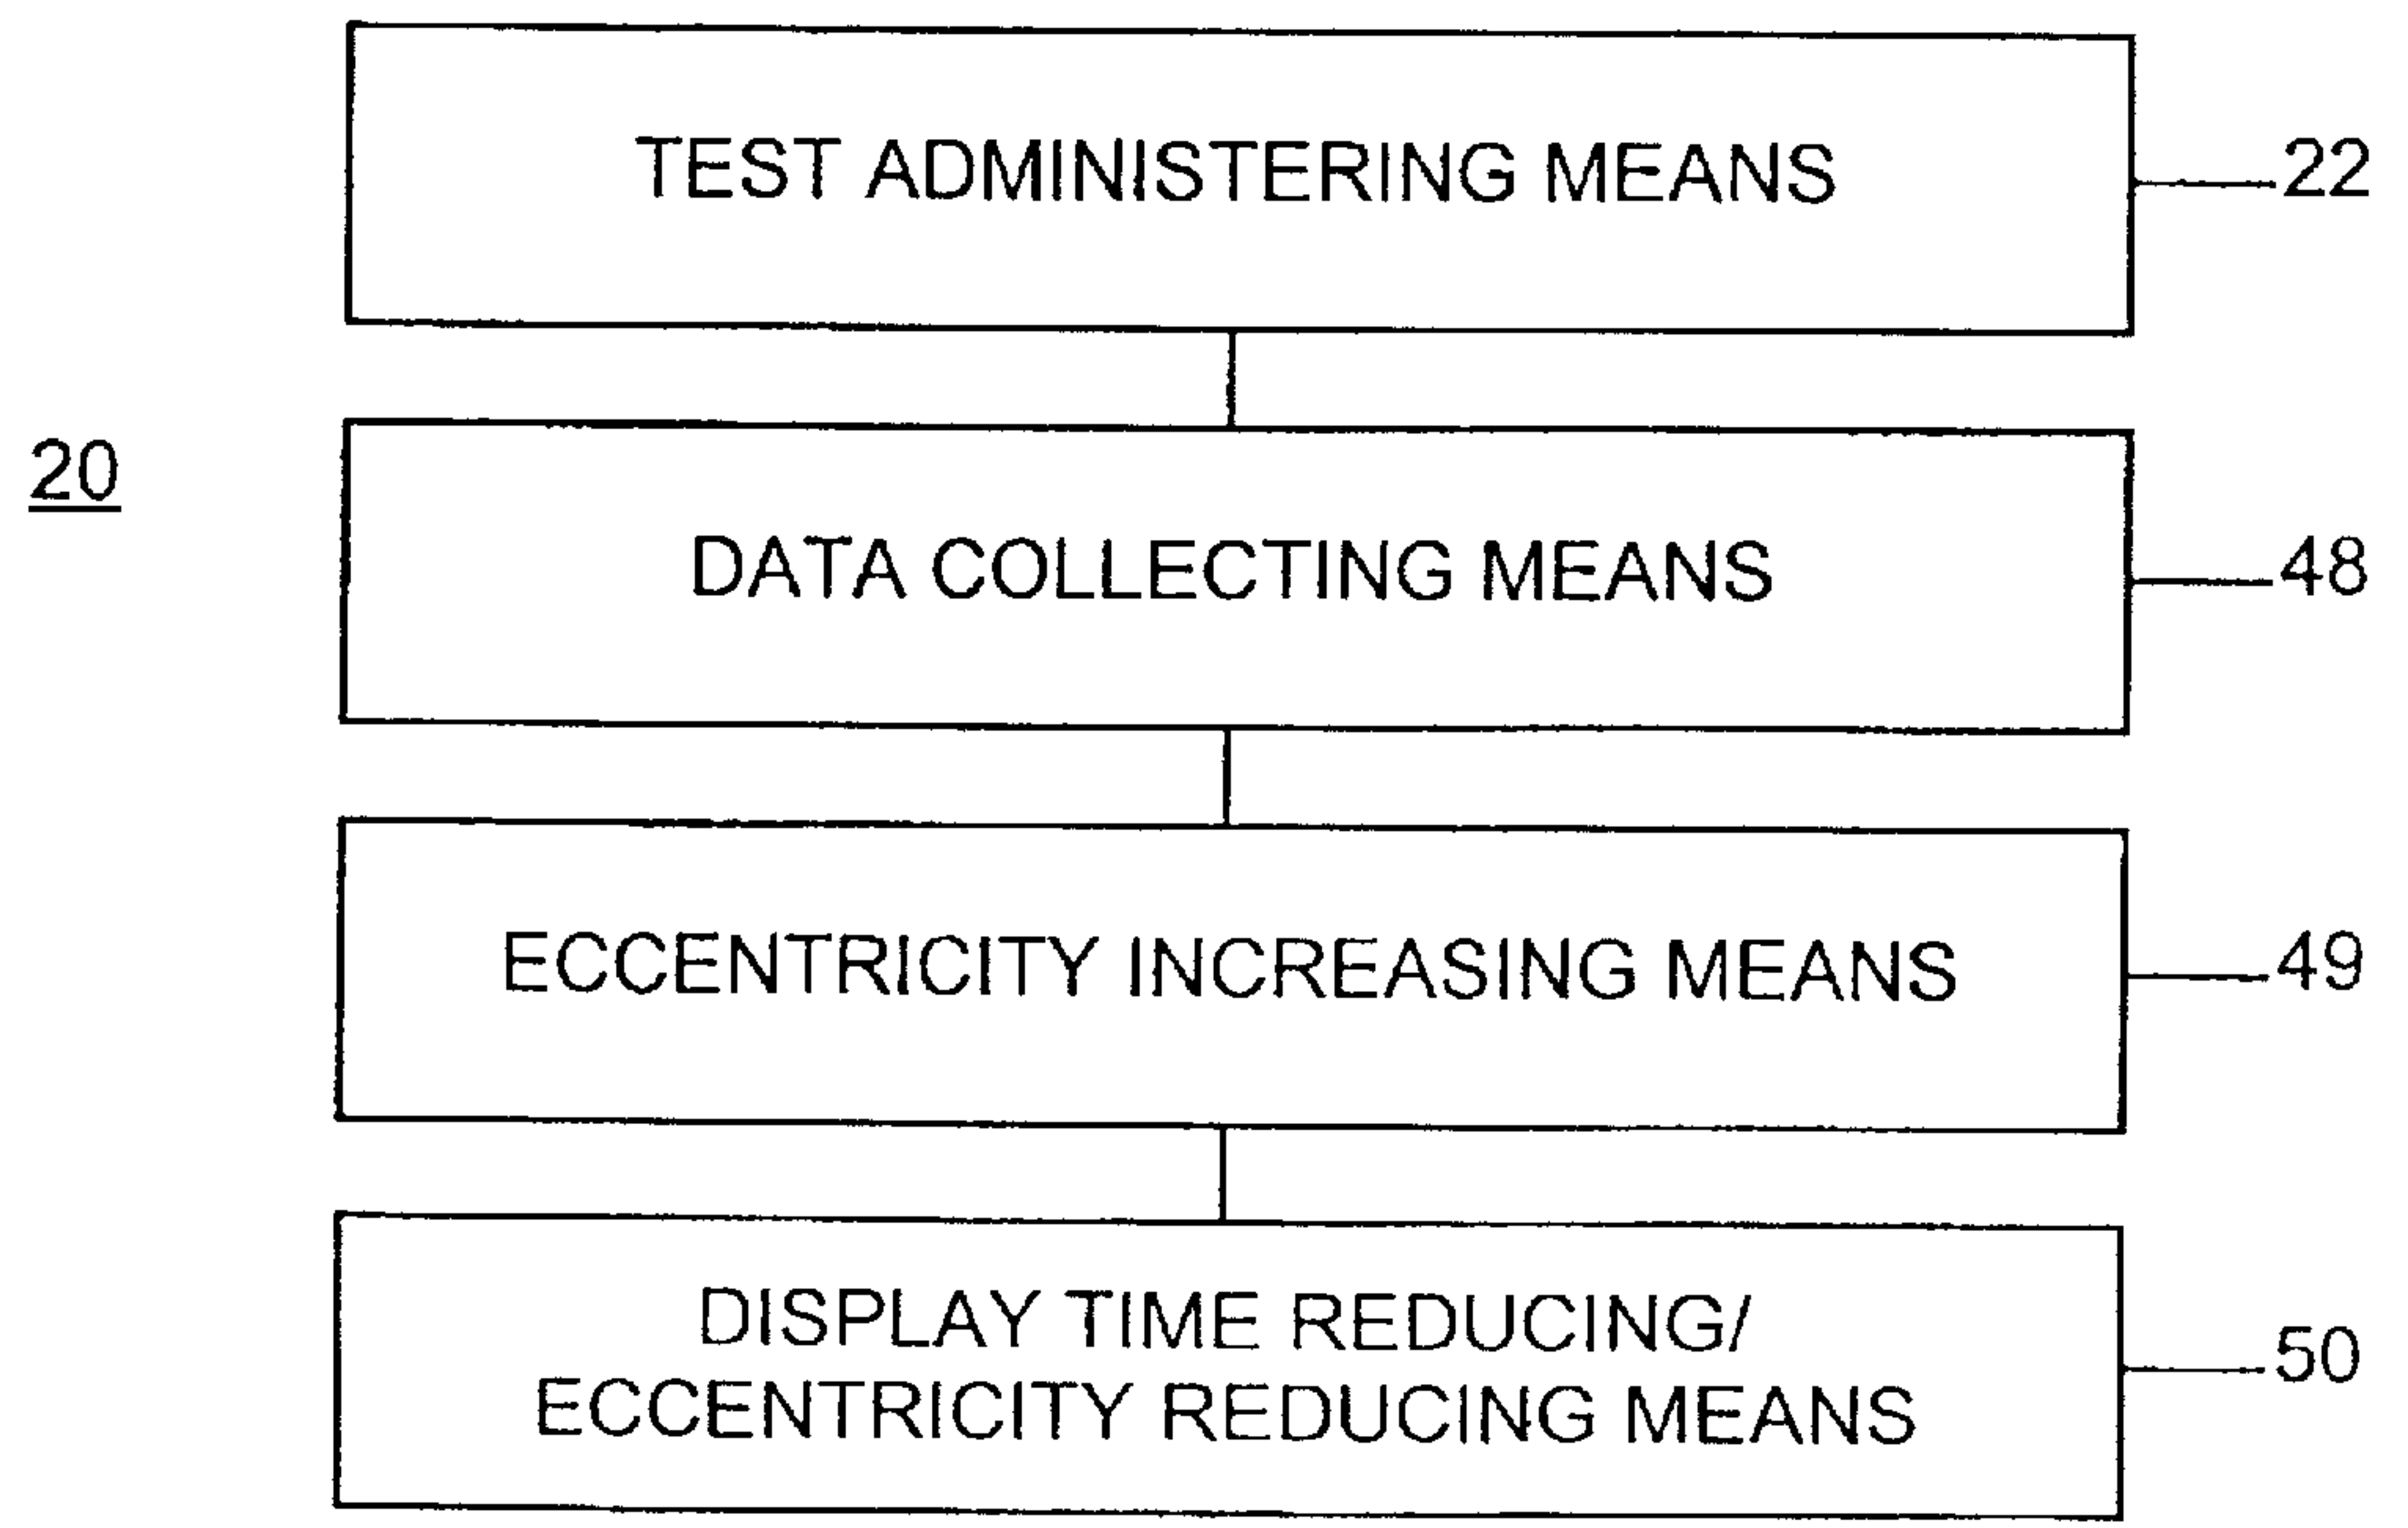 TEST ADMINISTERING MEANS
22
20
DATA COLLECTING MEANS
48
ECCENTRICITY INCREASING MEANS
49
DISPLAY TIME REDUCING/
ECCENTRICITY REDUCING MEANS
50